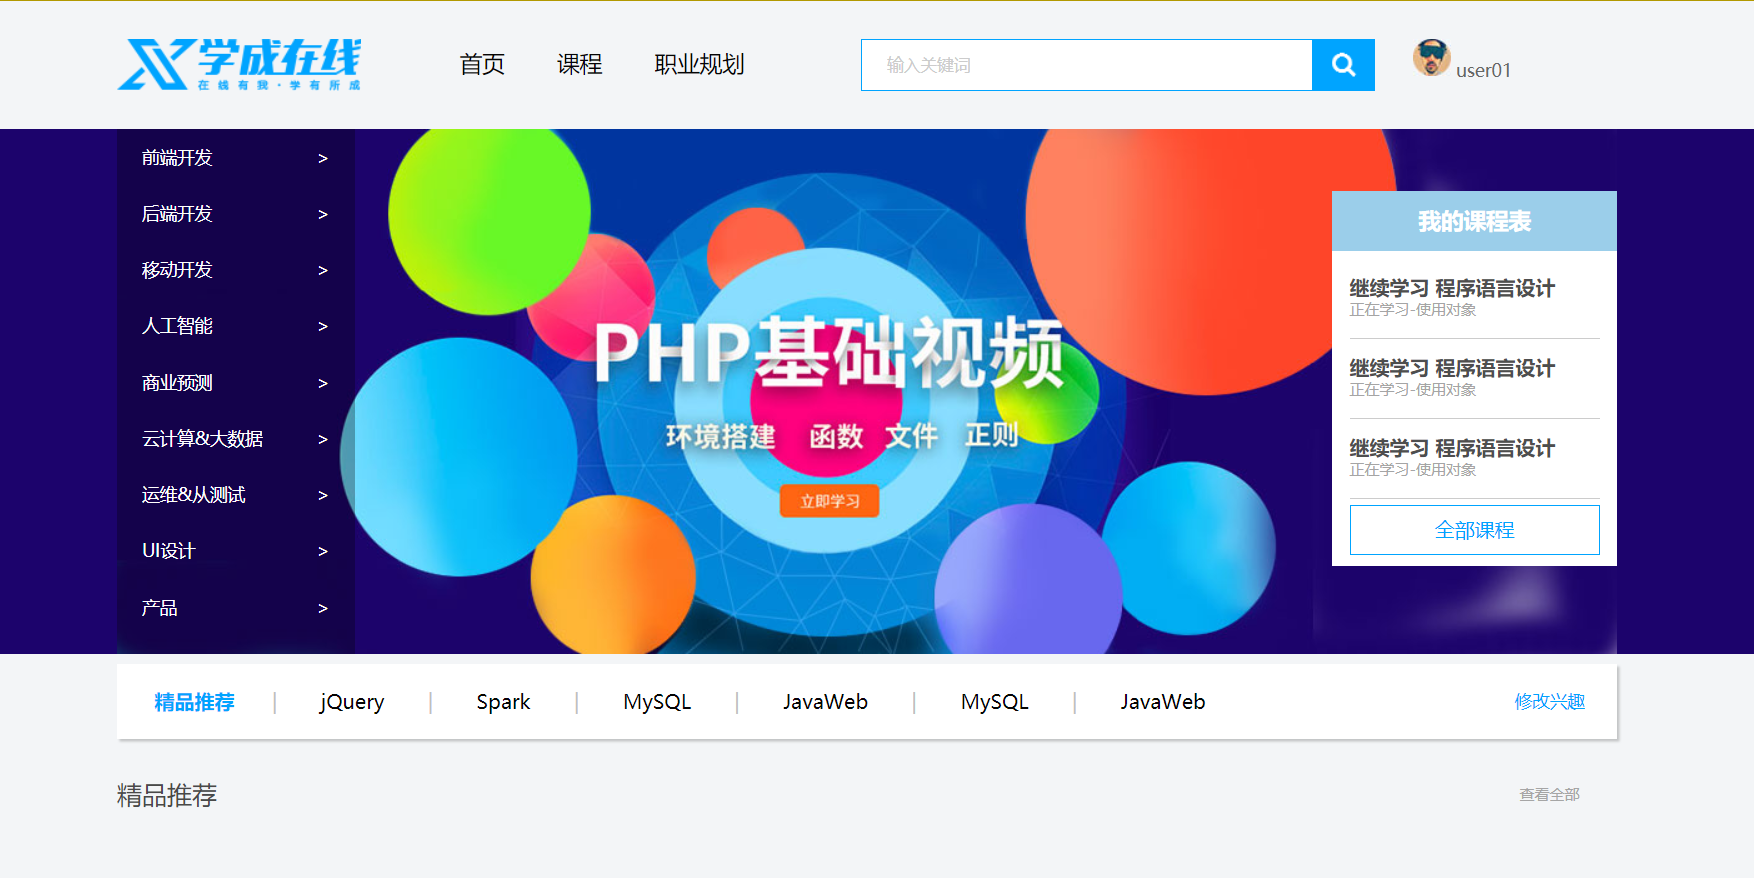 学成在线
在线有我·学有所成
首页 课程 职业规划
输入关键词
user01
前端开发 >
后端开发 >
移动开发 >
人工智能 >
商业预测 >
云计算&大数据 >
运维&从测试 >
UI设计 >
产品 >
PHP基础视频
环境搭建 函数 文件 正则
立即学习
我的课程表
继续学习 程序语言设计
正在学习-使用对象
继续学习 程序语言设计
正在学习-使用对象
继续学习 程序语言设计
正在学习-使用对象
全部课程
精品推荐 | jQuery | Spark | MySQL | JavaWeb | MySQL | JavaWeb 修改兴趣
精品推荐 查看全部